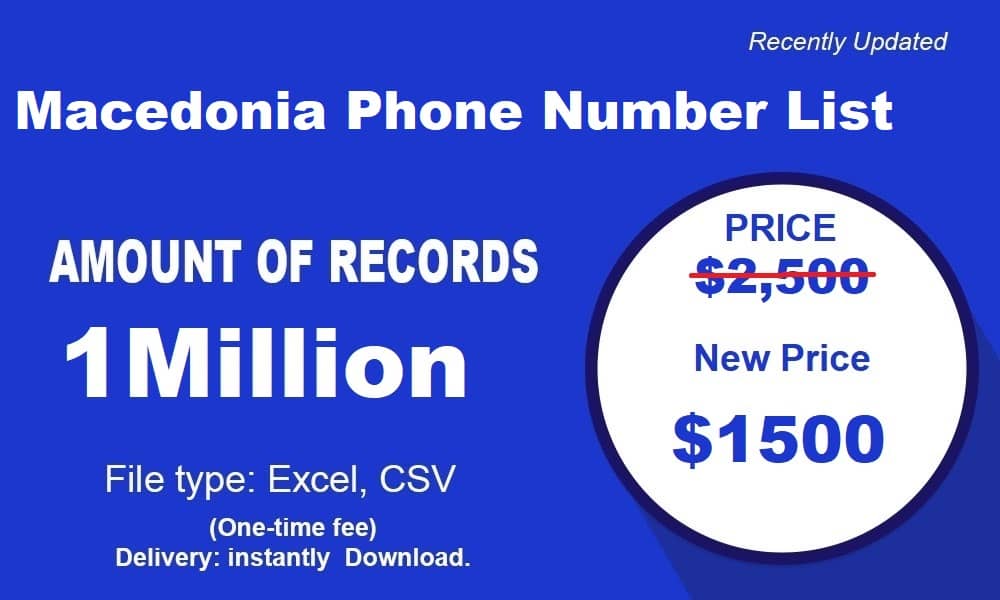 Recently Updated
Macedonia Phone Number List
AMOUNT OF RECORDS
1Million
File type: Excel, CSV
(One-time fee)
Delivery: instantly Download.
PRICE
$2,500
New Price
$1500